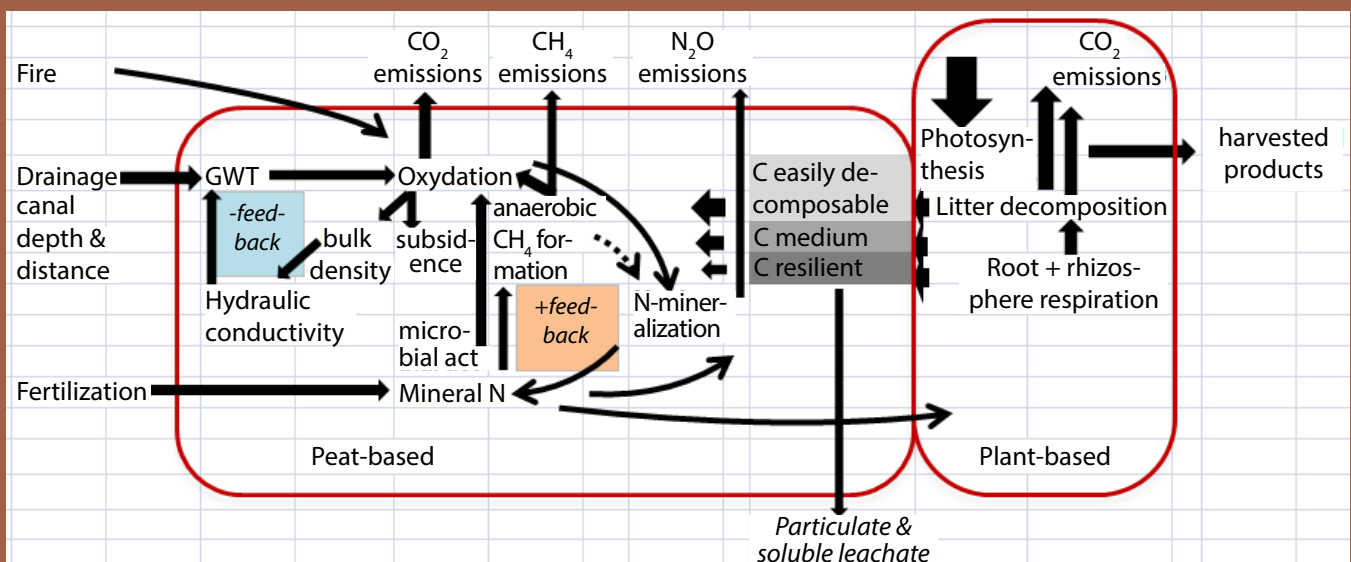 CO₂
emissions
CH₄
emissions
N₂O
emissions
CO₂
emissions
Fire
Drainage
canal
depth &
distance
GWT
Oxydation
-feed-
back
bulk
density
subsid-
ence
Hydraulic
conductivity
anaerobic
CH₄ for-
mation
+feed-
back
N-miner-
alization
micro-
bial act
Fertilization
Mineral N
C easily de-
composable
C medium
C resilient
Photosyn-
thesis
Litter decomposition
Root + rhizos-
phere respiration
harvested
products
Peat-based
Plant-based
Particulate &
soluble leachate